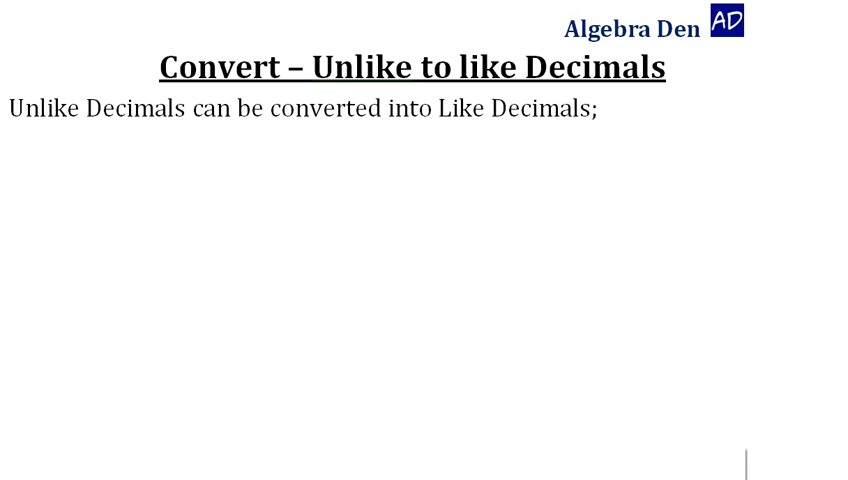 Algebra Den AD
Convert – Unlike to like Decimals
Unlike Decimals can be converted into Like Decimals;